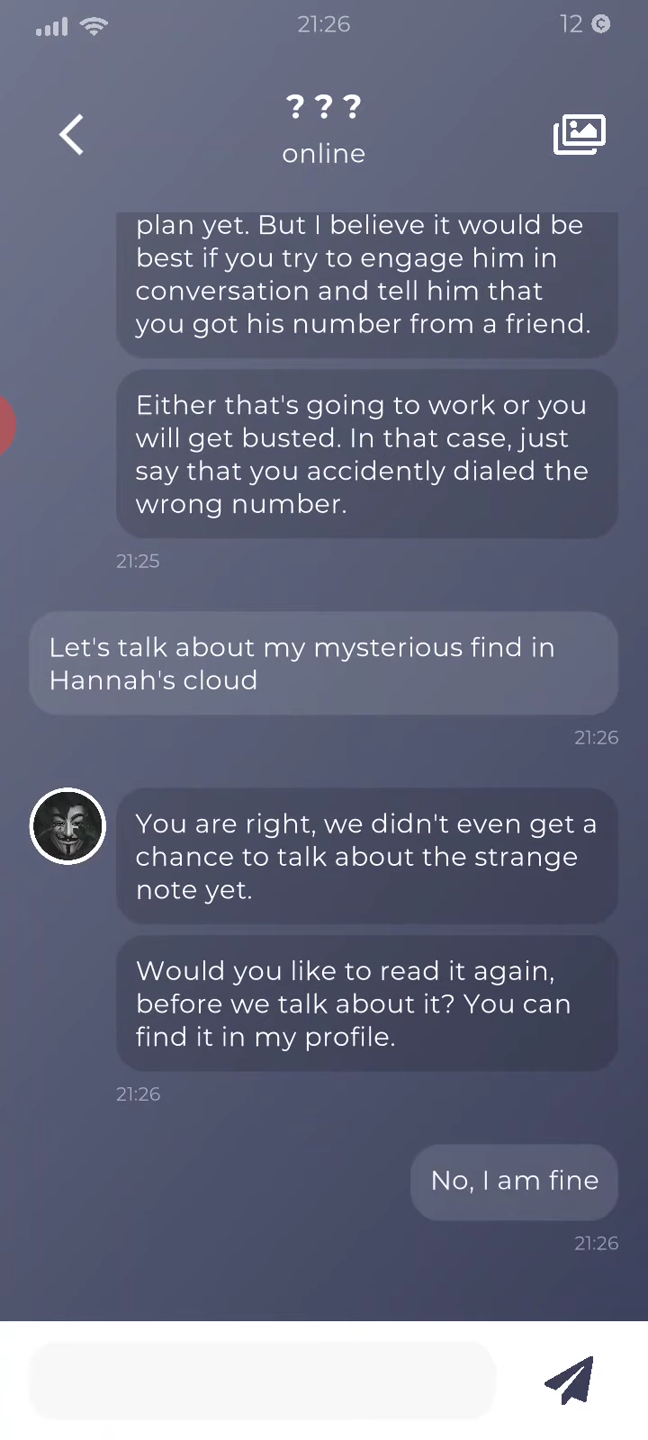 21:26
12
???
online
plan yet. But I believe it would be
best if you try to engage him in
conversation and tell him that
you got his number from a friend.
Either that's going to work or you
will get busted. In that case, just
say that you accidently dialed the
wrong number.
21:25
Let's talk about my mysterious find in
Hannah's cloud
21:26
You are right, we didn't even get a
chance to talk about the strange
note yet.
Would you like to read it again,
before we talk about it? You can
find it in my profile.
21:26
No, I am fine
21:26